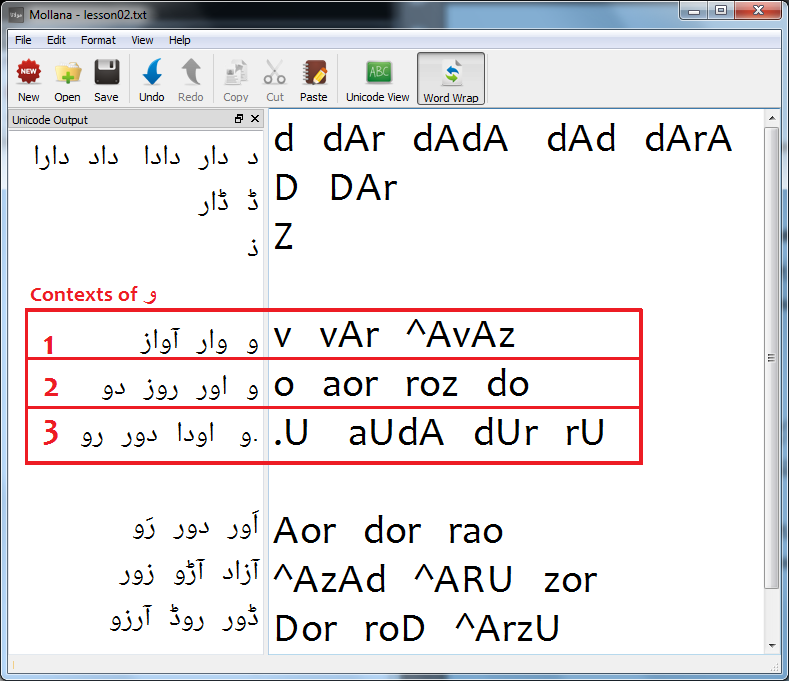 Mollana - lesson02.txt
File Edit Format View Help
NEW ABC
New Open Save Undo Redo Copy Cut Paste Unicode View Word Wrap
Unicode Output
د دار دادا داد دارا
ڈ ڈار
ذ
Contexts of و
1 و وار آواز
2 و اور روز دو
3 .و اودا دور رو
اَور دور رَو
آزاد آڑو زور
ڈور روڈ آرزو
d dAr dAdA dAd dArA
D DAr
Z
v vAr ^AvAz
o aor roz do
.U aUdA dUr rU
Aor dor rao
^AzAd ^ARU zor
Dor roD ^ArzU